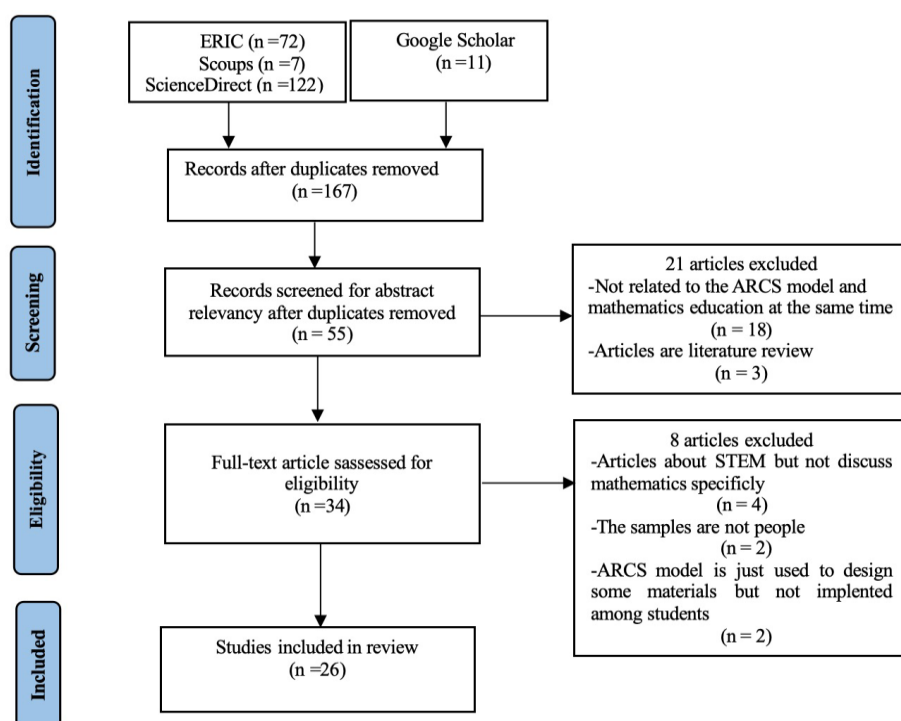 Identification
ERIC (n =72)
Scoups (n =7)
ScienceDirect (n =122)
Google Scholar
(n =11)
Records after duplicates removed
(n =167)
Screening
Records screened for abstract
relevancy after duplicates removed
(n = 55)
21 articles excluded
-Not related to the ARCS model and
mathematics education at the same time
(n = 18)
-Articles are literature review
(n = 3)
Eligibility
Full-text article sassessed for
eligibility
(n =34)
8 articles excluded
-Articles about STEM but not discuss
mathematics specificly
(n = 4)
-The samples are not people
(n = 2)
-ARCS model is just used to design
some materials but not implented
among students
(n = 2)
Included
Studies included in review
(n =26)